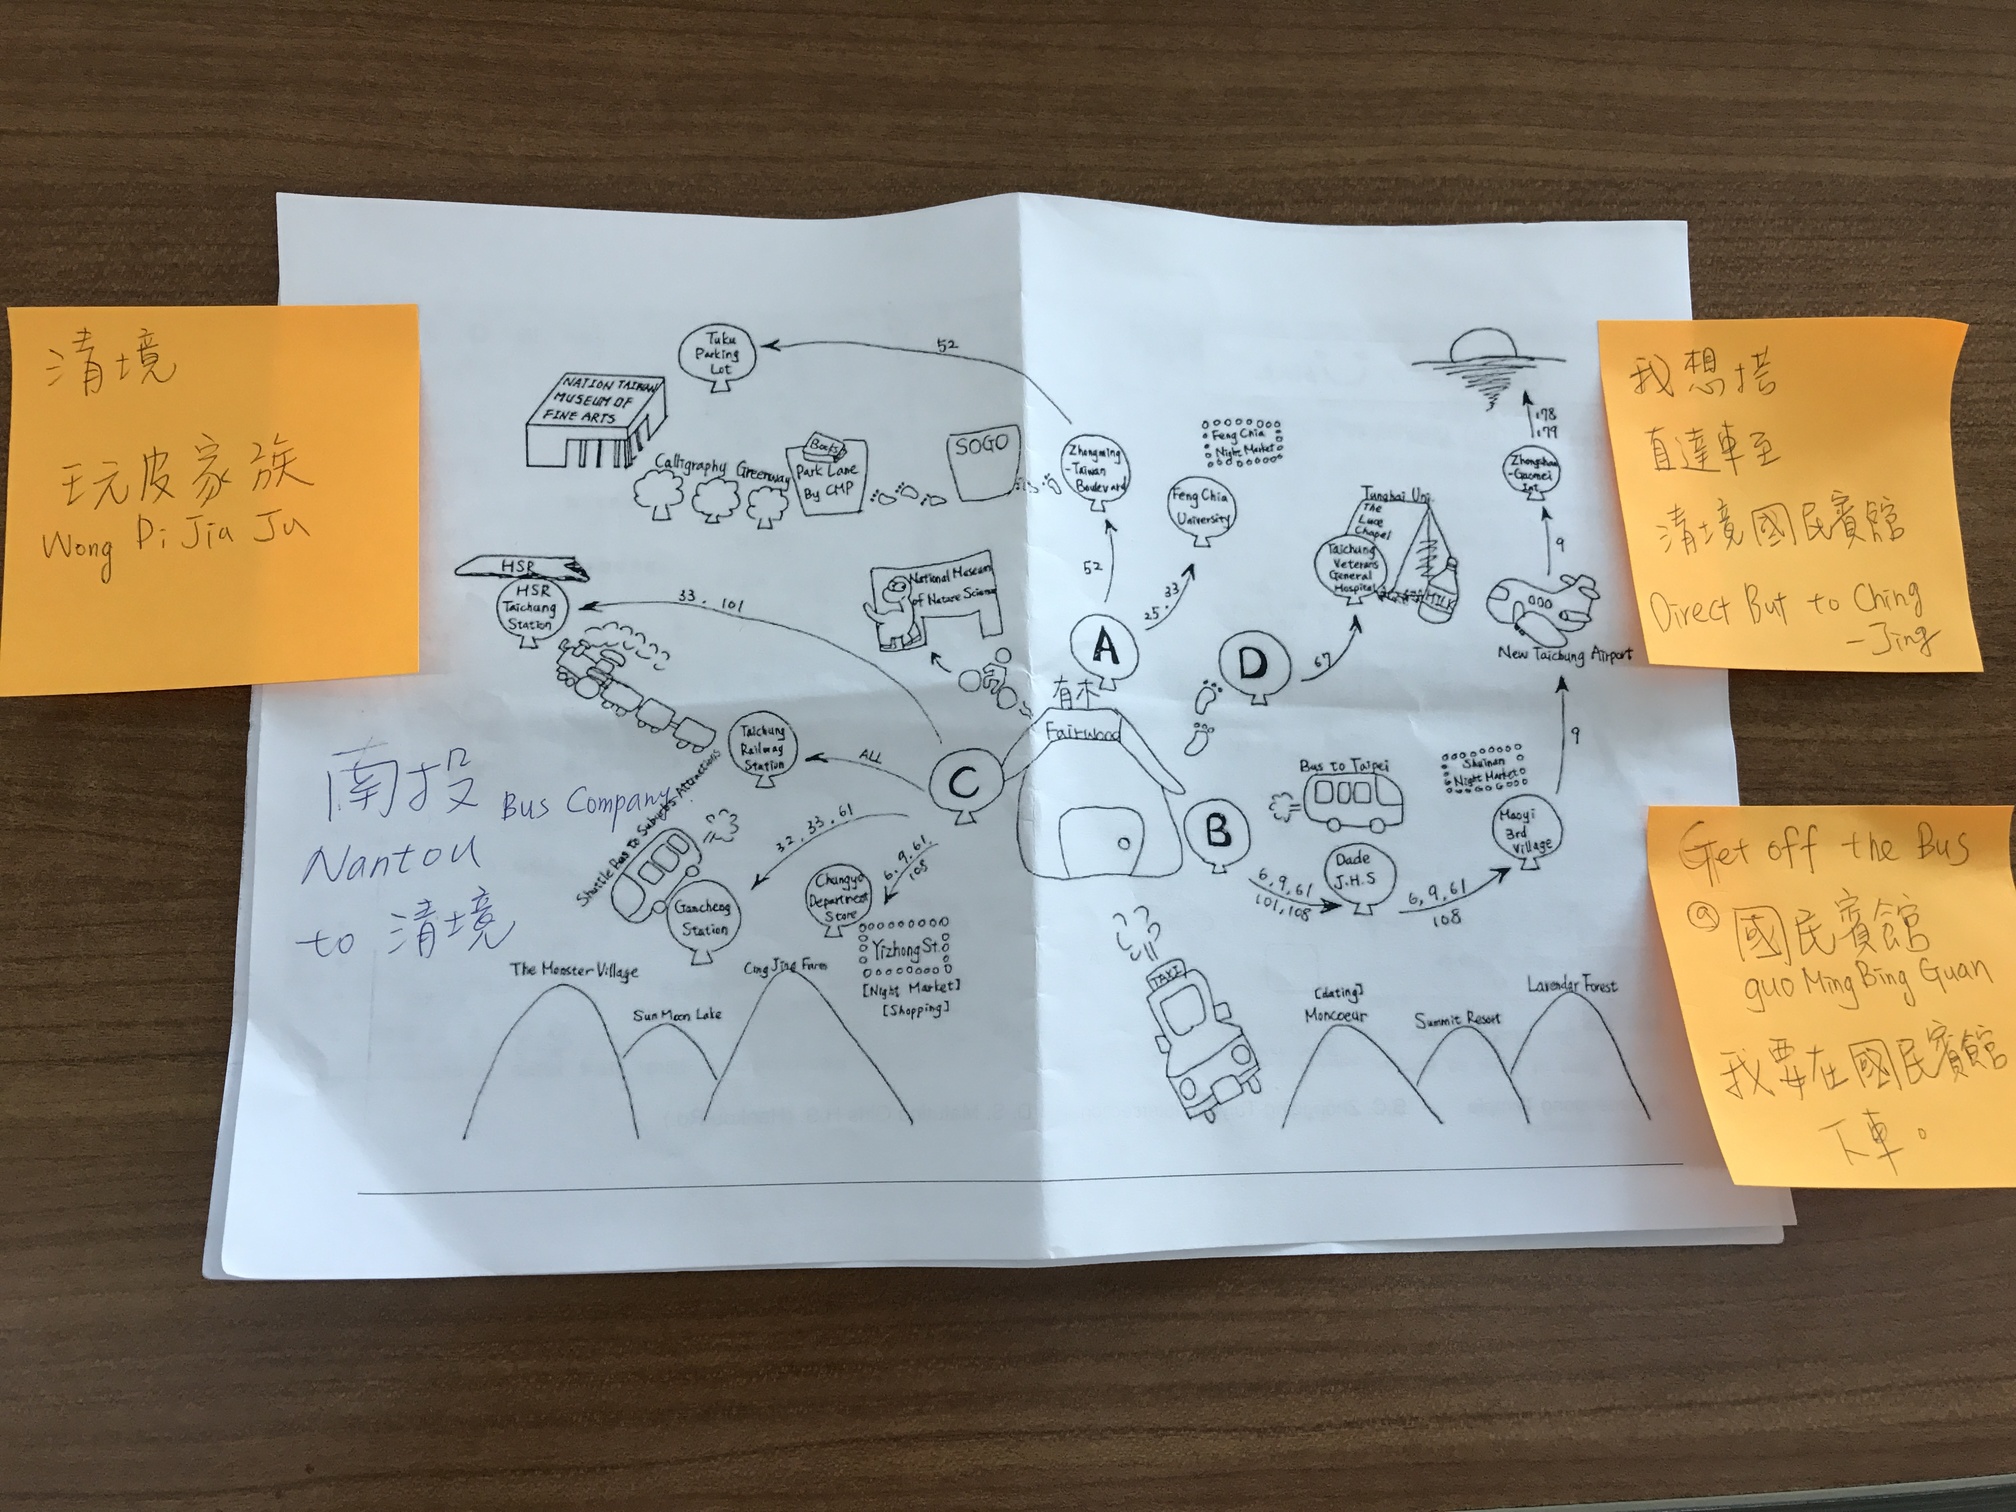 清境
玩皮家族
Wong Pi Jia Ju
Tuku
Parking
Lot
52
NATION TAIWAN
MUSEUM OF
FINE ARTS
Calligraphy Greenway
Books
Park Lane
By CMP
SOGO
Zhongming
-Taiwan
Boulevard
Feng Chia
Night Market
Feng Chia
University
52
25.33
A
HSR
HSR
Taichung
Station
33. 101
National Museum
of Nature Science
Taichung
Railway
Station
ALL
C
有木
Fairwood
Shuttle Bus to Suburbs Attractions
32.33.61
6.9.61.
108
Gancheng
Station
Department
Store
Yizhong St.
[Night Market]
[Shopping]
The Monster Village
Sun Moon Lake
Cing Jing Farm
南投 Bus Company.
Nantou
to 清境
Tunghai Uni.
The
Luce
Chapel
Taichung
Veterans
General
Hospital
MILK
D
67
178
179
Zhongshan
-Gaomei
Int.
9
New Taichung Airport
9
Bus to Taipei
Shuinan
Night Market
Maoyi
3rd
Village
B
Dade
J.H.S
6,9,61
101,108
6,9,61
108
TAXI
[dating]
Moncoeur
Summit Resort
Lavendar Forest
我想搭
直達車至
清境國民賓館
Direct But to Ching
-Jing
Get off the Bus
@ 國民賓館
guo Ming Bing Guan
我要在國民賓館
下車。